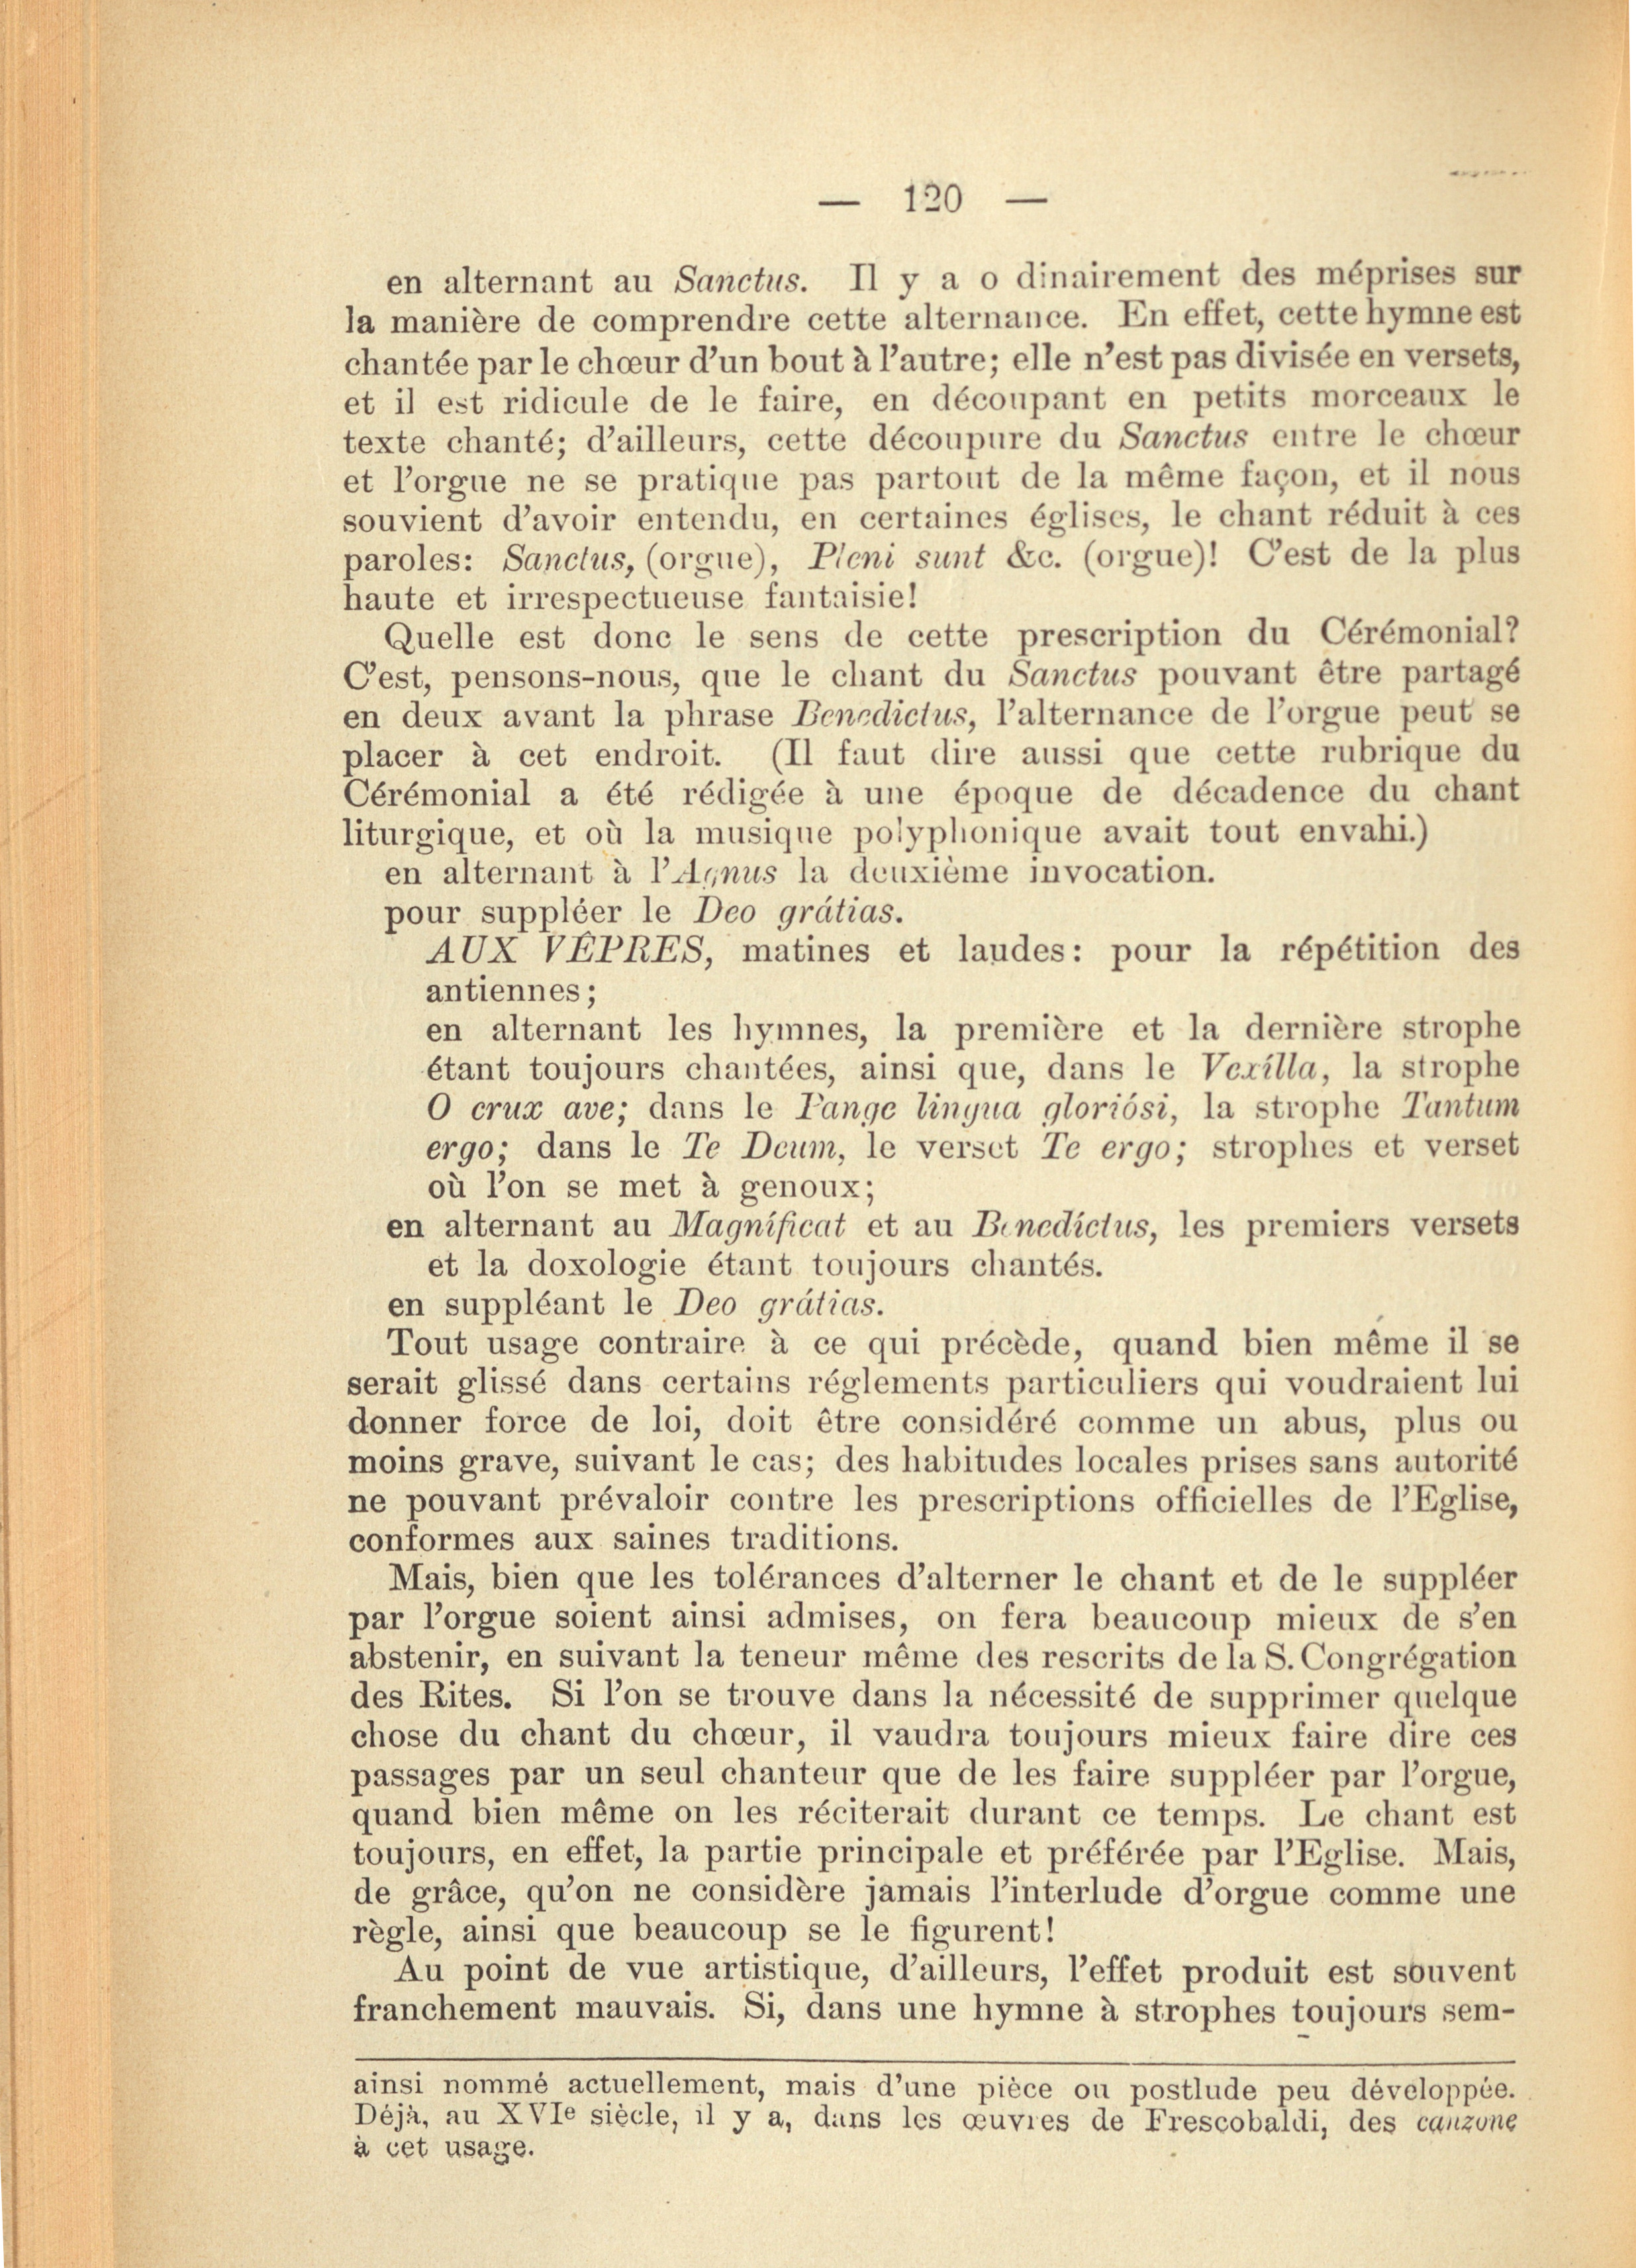 — 120 —
en alternant au Sanctus. Il y a o dinairement des méprises sur
la manière de comprendre cette alternance. En effet, cette hymne est
chantée par le chœur d'un bout à l'autre; elle n'est pas divisée en versets,
et il est ridicule de le faire, en découpant en petits morceaux le
texte chanté; d'ailleurs, cette découpure du Sanctus entre le chœur
et l'orgue ne se pratique pas partout de la même façon, et il nous
souvient d'avoir entendu, en certaines églises, le chant réduit à ces
paroles: Sanctus, (orgue), Pleni sunt &c. (orgue)! C'est de la plus
haute et irrespectueuse fantaisie!
Quelle est donc le sens de cette prescription du Cérémonial?
C'est, pensons-nous, que le chant du Sanctus pouvant être partagé
en deux avant la phrase Benedictus, l'alternance de l'orgue peut se
placer à cet endroit. (Il faut dire aussi que cette rubrique du
Cérémonial a été rédigée à une époque de décadence du chant
liturgique, et où la musique polyphonique avait tout envahi.)
en alternant à l'Agnus la deuxième invocation.
pour suppléer le Deo grátias.
AUX VÊPRES, matines et laudes: pour la répétition des
antiennes;
en alternant les hymnes, la première et la dernière strophe
étant toujours chantées, ainsi que, dans le Vexílla, la strophe
O crux ave; dans le Pange lingua gloriósi, la strophe Tantum
ergo; dans le Te Deum, le verset Te ergo; strophes et verset
où l'on se met à genoux;
en alternant au Magníficat et au Benedíctus, les premiers versets
et la doxologie étant toujours chantés.
en suppléant le Deo grátias.
Tout usage contraire à ce qui précède, quand bien même il se
serait glissé dans certains réglements particuliers qui voudraient lui
donner force de loi, doit être considéré comme un abus, plus ou
moins grave, suivant le cas; des habitudes locales prises sans autorité
ne pouvant prévaloir contre les prescriptions officielles de l'Eglise,
conformes aux saines traditions.
Mais, bien que les tolérances d'alterner le chant et de le suppléer
par l'orgue soient ainsi admises, on fera beaucoup mieux de s'en
abstenir, en suivant la teneur même des rescrits de la S. Congrégation
des Rites. Si l'on se trouve dans la nécessité de supprimer quelque
chose du chant du chœur, il vaudra toujours mieux faire dire ces
passages par un seul chanteur que de les faire suppléer par l'orgue,
quand bien même on les réciterait durant ce temps. Le chant est
toujours, en effet, la partie principale et préférée par l'Eglise. Mais,
de grâce, qu'on ne considère jamais l'interlude d'orgue comme une
règle, ainsi que beaucoup se le figurent!
Au point de vue artistique, d'ailleurs, l'effet produit est souvent
franchement mauvais. Si, dans une hymne à strophes toujours sem-
ainsi nommé actuellement, mais d'une pièce ou postlude peu développée.
Déjà, au XVIe siècle, il y a, dans les œuvres de Frescobaldi, des canzone
à cet usage.